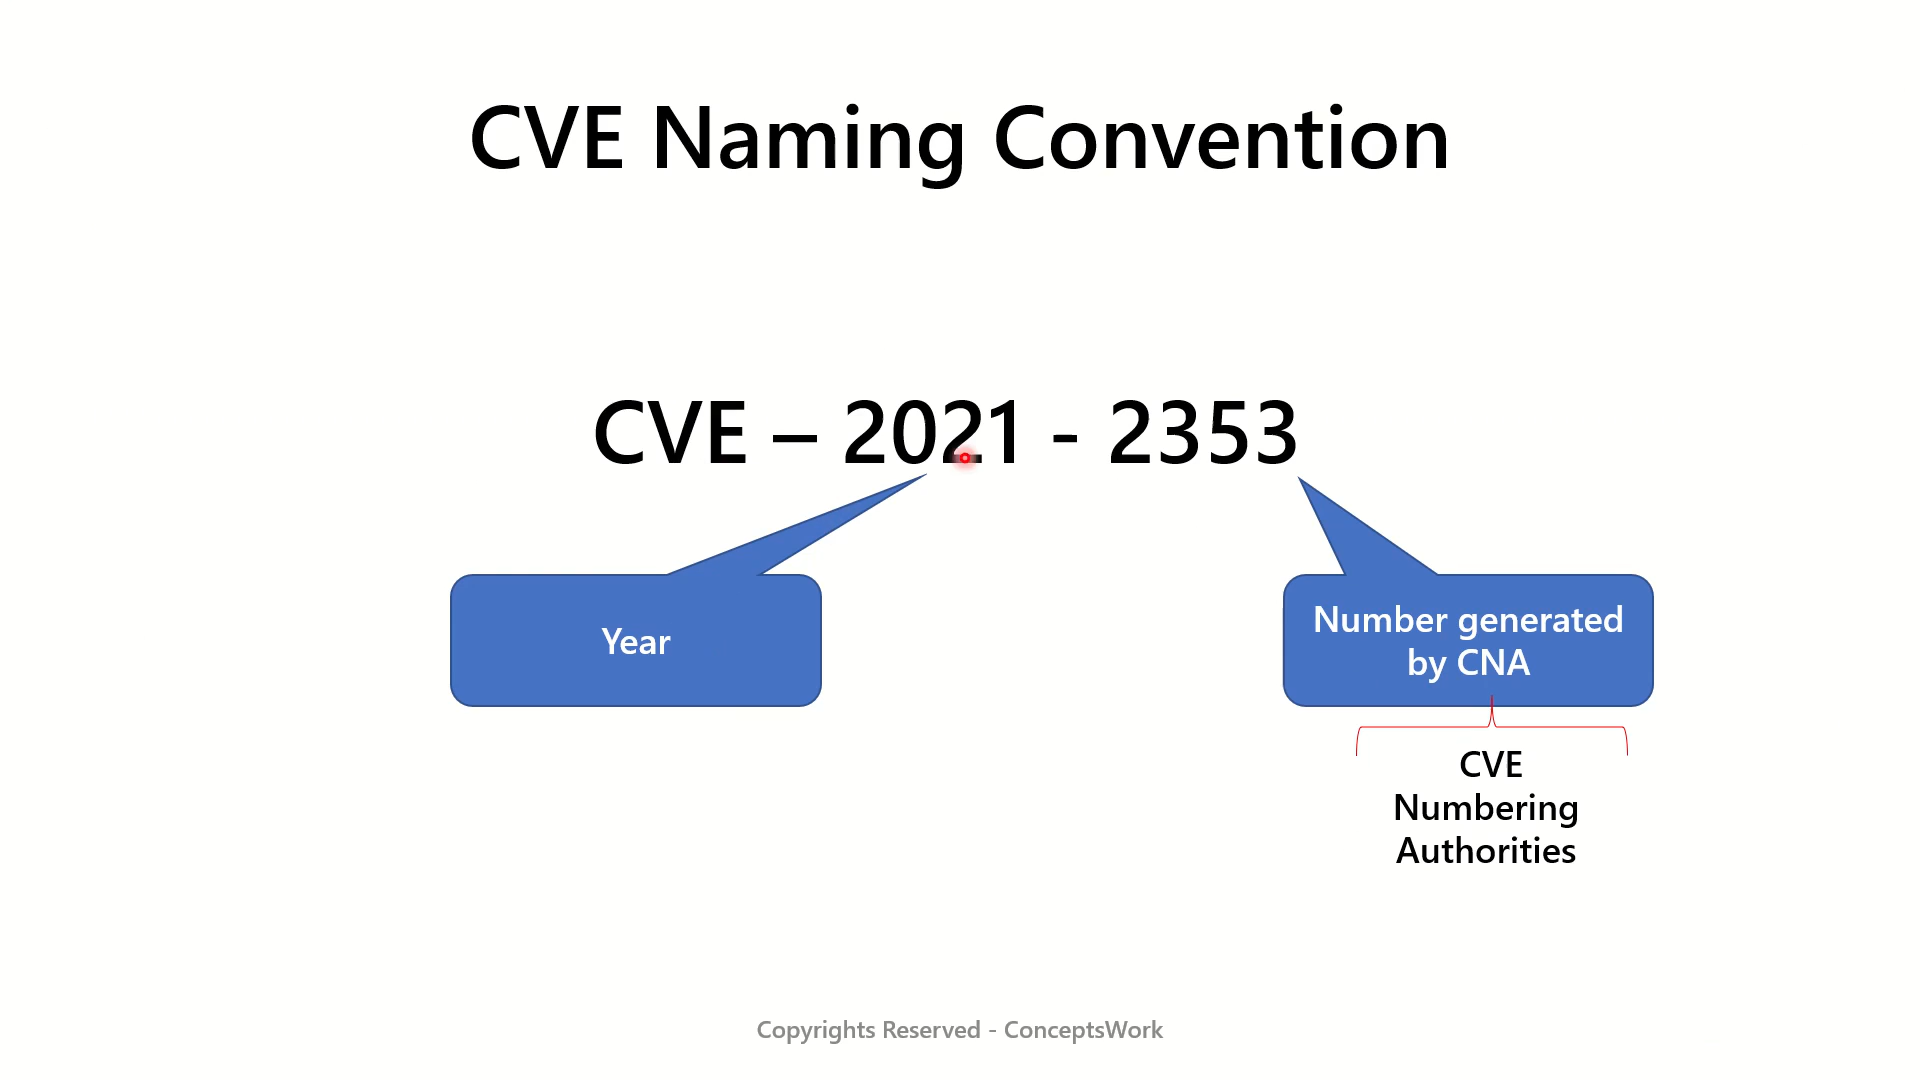 CVE Naming Convention
CVE – 2021 - 2353
Year
Number generated
by CNA
CVE
Numbering
Authorities
Copyrights Reserved - ConceptsWork